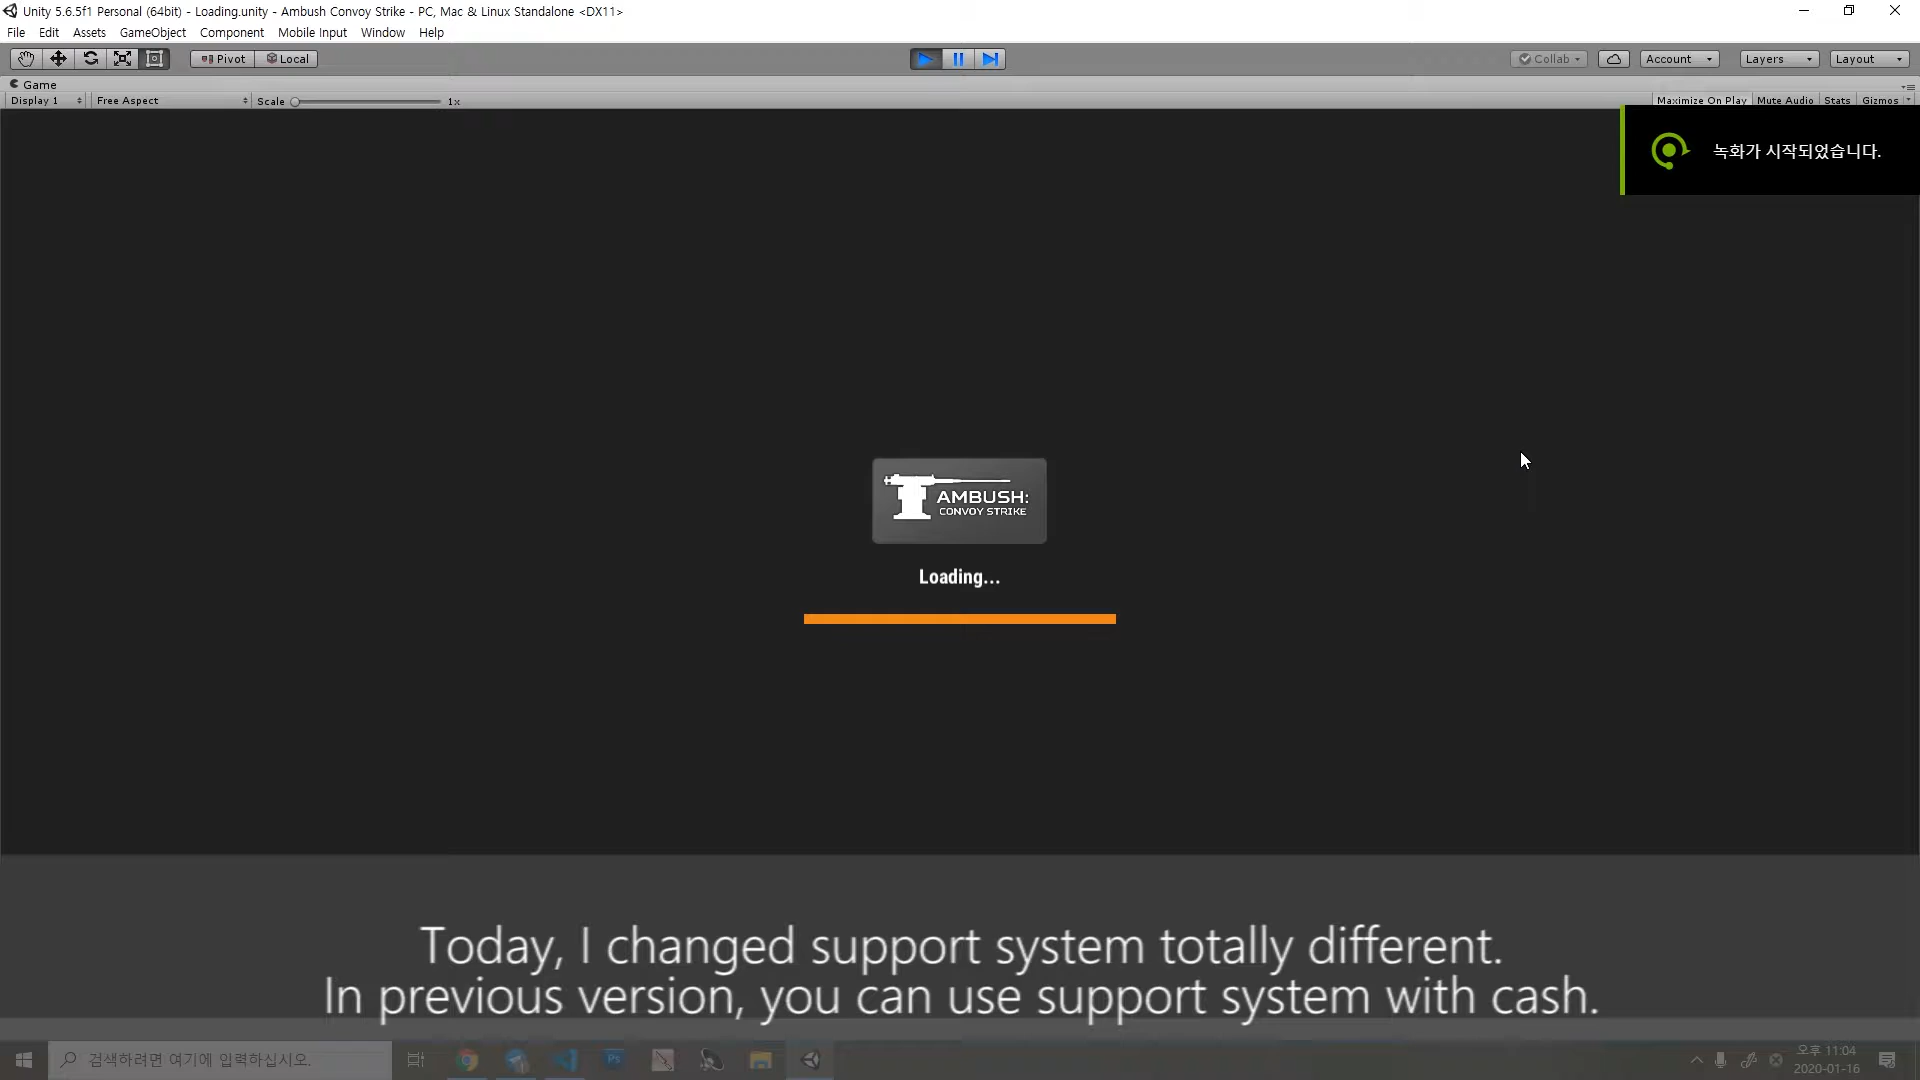 Unity 5.6.5f1 Personal (64bit) - Loading.unity - Ambush Convoy Strike - PC, Mac & Linux Standalone <DX11>
File Edit Assets GameObject Component Mobile Input Window Help
Pivot Local Collab Account Layers Layout
Game
Display 1 Free Aspect Scale 1x Maximize On Play Mute Audio Stats Gizmos
녹화가 시작되었습니다.
AMBUSH:
CONVOY STRIKE
Loading...
Today, I changed support system totally different.
In previous version, you can use support system with cash.
검색하려면 여기에 입력하십시오.
Ps
오후 11:04
2020-01-16